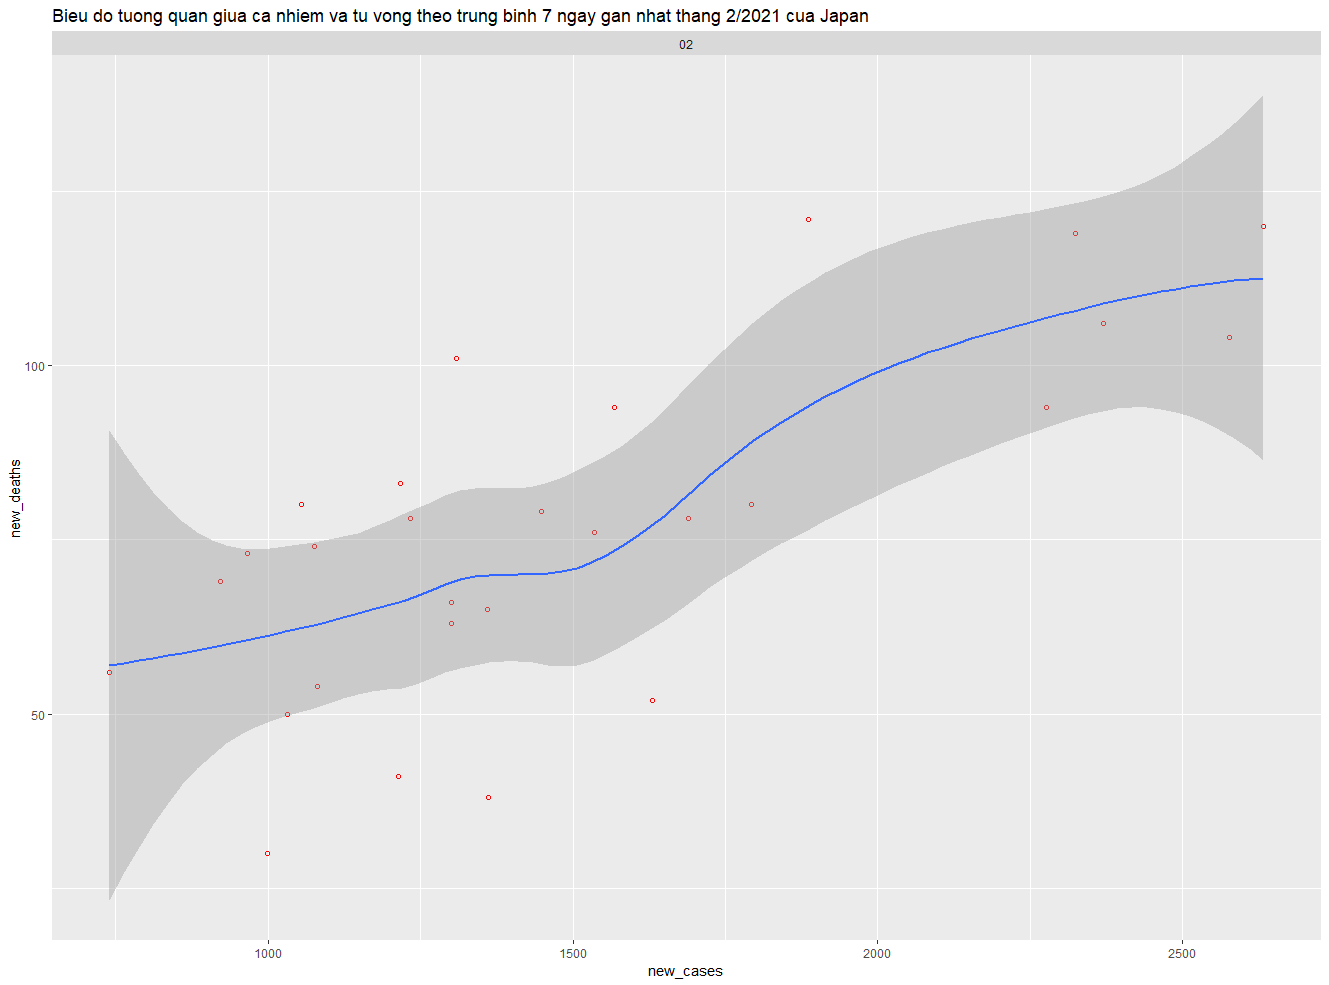 Bieu do tuong quan giua ca nhiem va tu vong theo trung binh 7 ngay gan nhat thang 2/2021 cua Japan
02
new_deaths
100
50
1000
1500
2000
2500
new_cases